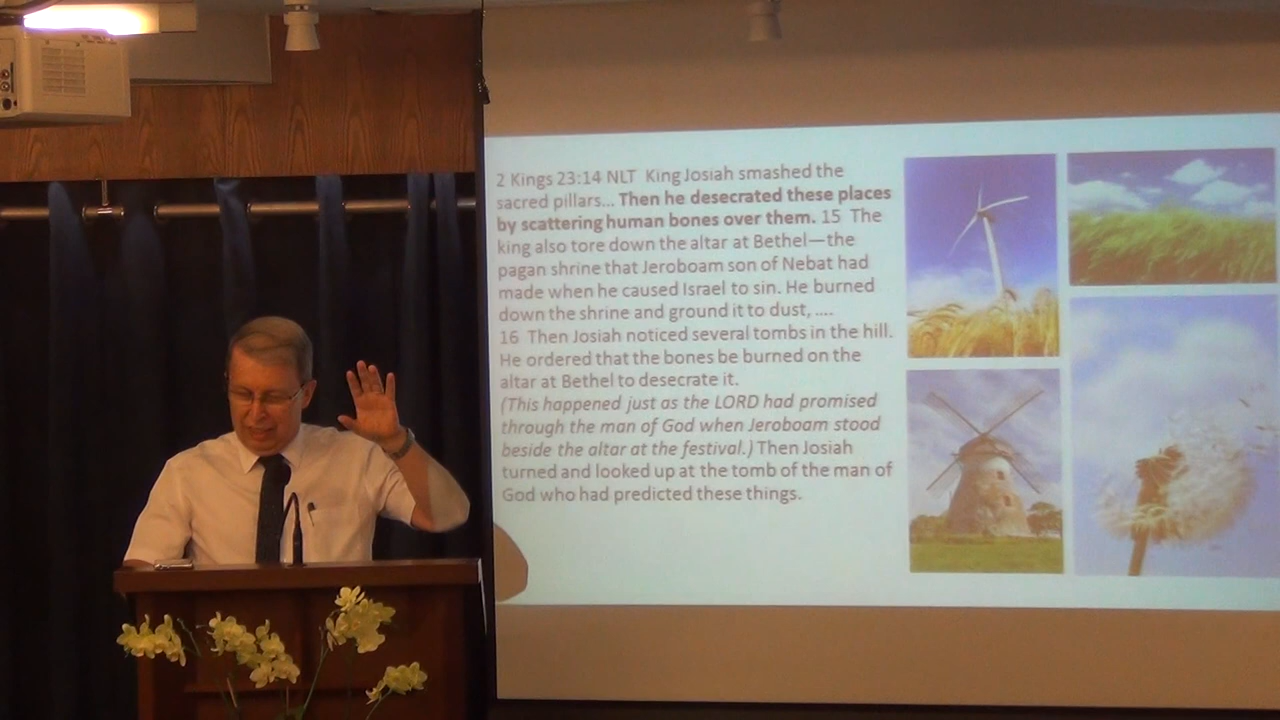 2 Kings 23:14 NLT  King Josiah smashed the
sacred pillars... Then he desecrated these places
by scattering human bones over them. 15  The
king also tore down the altar at Bethel—the
pagan shrine that Jeroboam son of Nebat had
made when he caused Israel to sin. He burned
down the shrine and ground it to dust, ....
16  Then Josiah noticed several tombs in the hill.
He ordered that the bones be burned on the
altar at Bethel to desecrate it.
(This happened just as the LORD had promised
through the man of God when Jeroboam stood
beside the altar at the festival.) Then Josiah
turned and looked up at the tomb of the man of
God who had predicted these things.